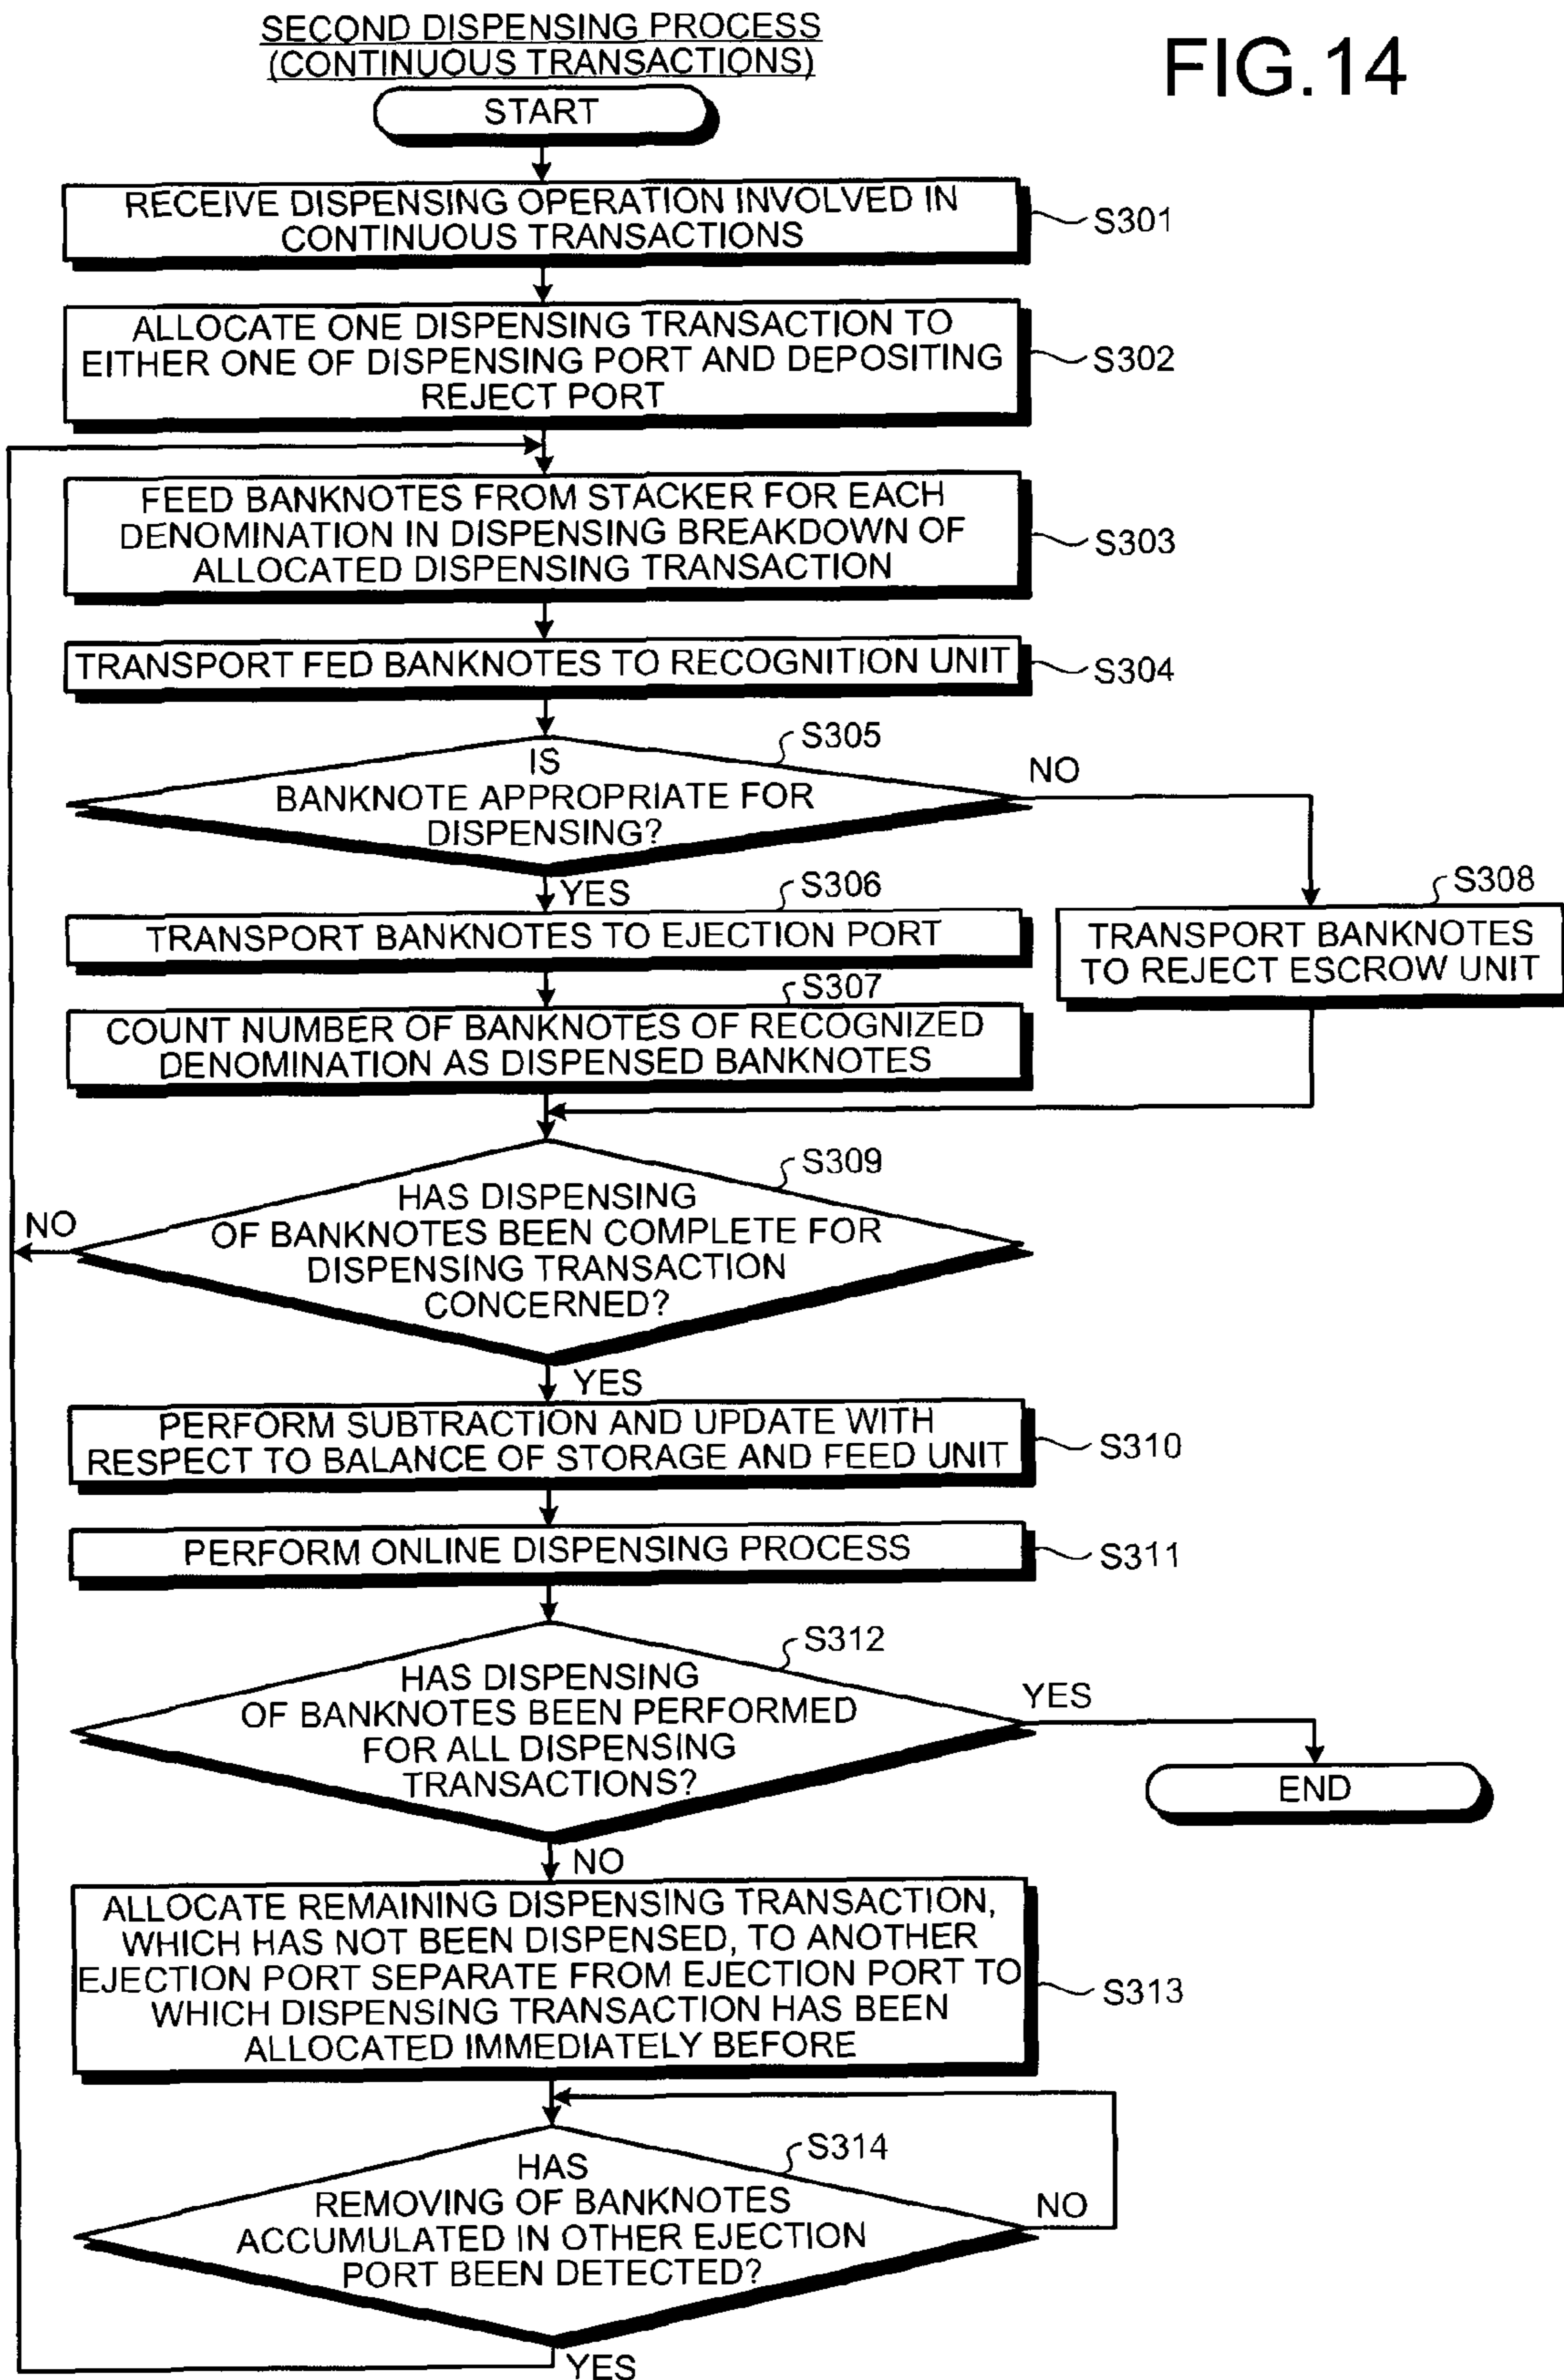 SECOND DISPENSING PROCESS
(CONTINUOUS TRANSACTIONS)
FIG.14
START
RECEIVE DISPENSING OPERATION INVOLVED IN
CONTINUOUS TRANSACTIONS
S301
ALLOCATE ONE DISPENSING TRANSACTION TO
EITHER ONE OF DISPENSING PORT AND DEPOSITING
REJECT PORT
S302
FEED BANKNOTES FROM STACKER FOR EACH
DENOMINATION IN DISPENSING BREAKDOWN OF
ALLOCATED DISPENSING TRANSACTION
S303
TRANSPORT FED BANKNOTES TO RECOGNITION UNIT
S304
S305
IS
BANKNOTE APPROPRIATE FOR
DISPENSING?
NO
YES
S306
TRANSPORT BANKNOTES TO EJECTION PORT
S308
TRANSPORT BANKNOTES
TO REJECT ESCROW UNIT
S307
COUNT NUMBER OF BANKNOTES OF RECOGNIZED
DENOMINATION AS DISPENSED BANKNOTES
S309
HAS DISPENSING
OF BANKNOTES BEEN COMPLETE FOR
DISPENSING TRANSACTION
CONCERNED?
NO
YES
PERFORM SUBTRACTION AND UPDATE WITH
RESPECT TO BALANCE OF STORAGE AND FEED UNIT
S310
PERFORM ONLINE DISPENSING PROCESS
S311
S312
HAS DISPENSING
OF BANKNOTES BEEN PERFORMED
FOR ALL DISPENSING
TRANSACTIONS?
YES
END
NO
ALLOCATE REMAINING DISPENSING TRANSACTION,
WHICH HAS NOT BEEN DISPENSED, TO ANOTHER
EJECTION PORT SEPARATE FROM EJECTION PORT TO
WHICH DISPENSING TRANSACTION HAS BEEN
ALLOCATED IMMEDIATELY BEFORE
S313
S314
HAS
REMOVING OF BANKNOTES
ACCUMULATED IN OTHER EJECTION
PORT BEEN DETECTED?
NO
YES